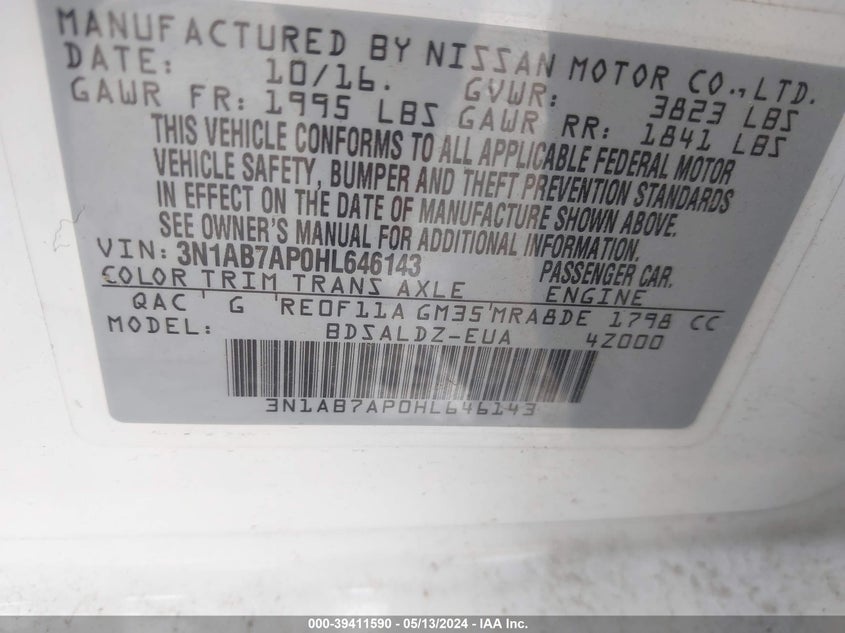 MANUFACTURED BY NISSAN MOTOR CO., LTD.
DATE: 10/16. GVWR: 3823 LBS
GAWR FR: 1995 LBS GAWR RR: 1841 LBS
THIS VEHICLE CONFORMS TO ALL APPLICABLE FEDERAL MOTOR
VEHICLE SAFETY, BUMPER AND THEFT PREVENTION STANDARDS
IN EFFECT ON THE DATE OF MANUFACTURE SHOWN ABOVE.
SEE OWNER'S MANUAL FOR ADDITIONAL INFORMATION.
VIN: 3N1AB7AP0HL646143 PASSENGER CAR.
COLOR TRIM TRANS AXLE ENGINE
QAC G RE0F11A GM35 MRA8DE 1798 CC
MODEL: BDSALDZ-EUA 4Z000
3N1AB7AP0HL646143
000-39411590 - 05/13/2024 - IAA Inc.